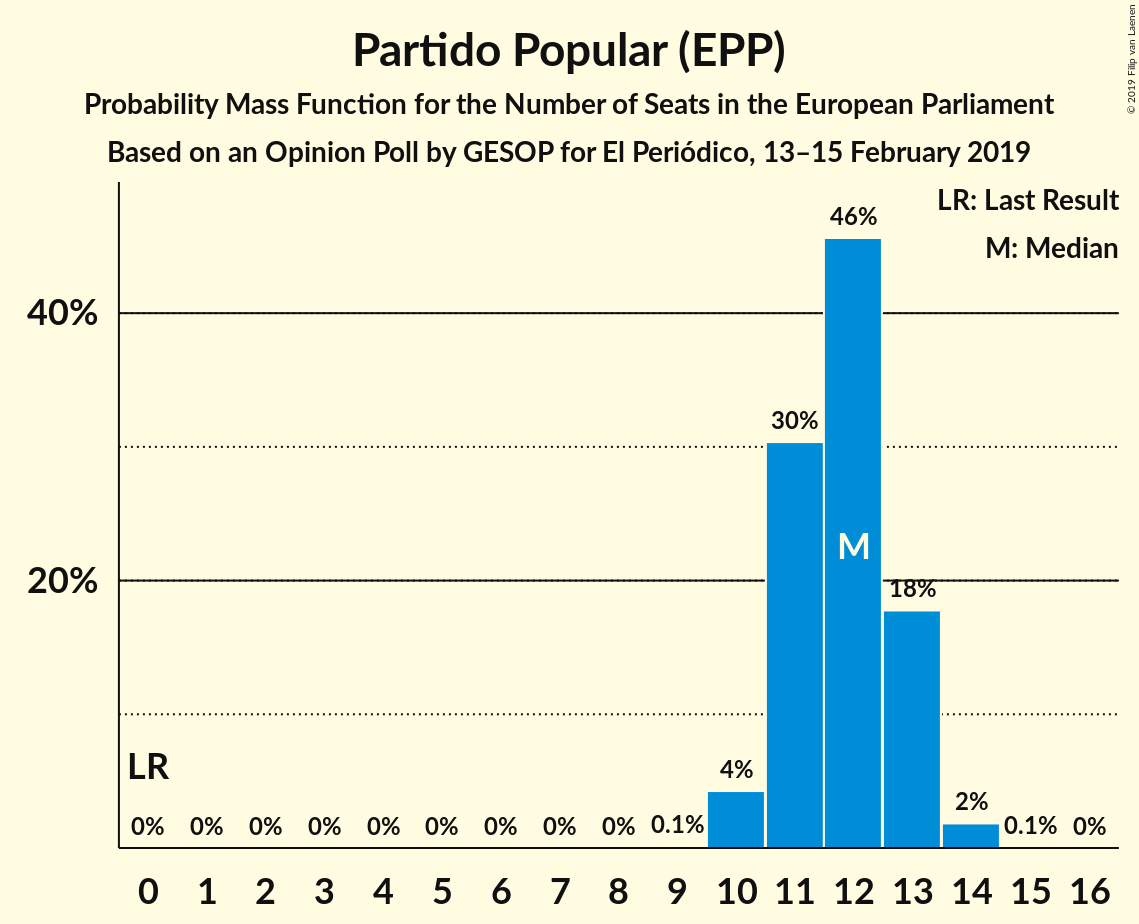 Partido Popular (EPP)
Probability Mass Function for the Number of Seats in the European Parliament
Based on an Opinion Poll by GESOP for El Periódico, 13–15 February 2019
© 2019 Filip van Laenen
LR: Last Result
M: Median
46%
40%
30%
M
20%
18%
LR
4%
2%
0% 0% 0% 0% 0% 0% 0% 0% 0% 0.1% 0.1% 0%
0 1 2 3 4 5 6 7 8 9 10 11 12 13 14 15 16